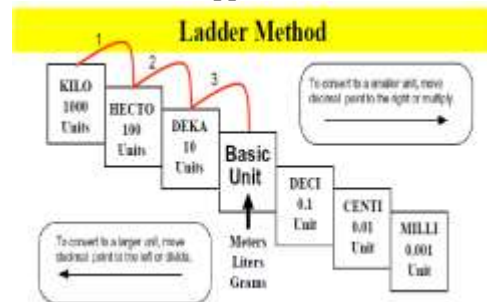 Ladder Method
1
2
3
KILO
1000
Units
HECTO
100
Units
DEKA
10
Units
Basic
Unit
DECI
0.1
Unit
CENTI
0.01
Unit
MILLI
0.001
Unit
To convert to a smaller unit, move
decimal point to the right or multiply.
To convert to a larger unit, move
decimal point to the left or divide.
Meters
Liters
Grams